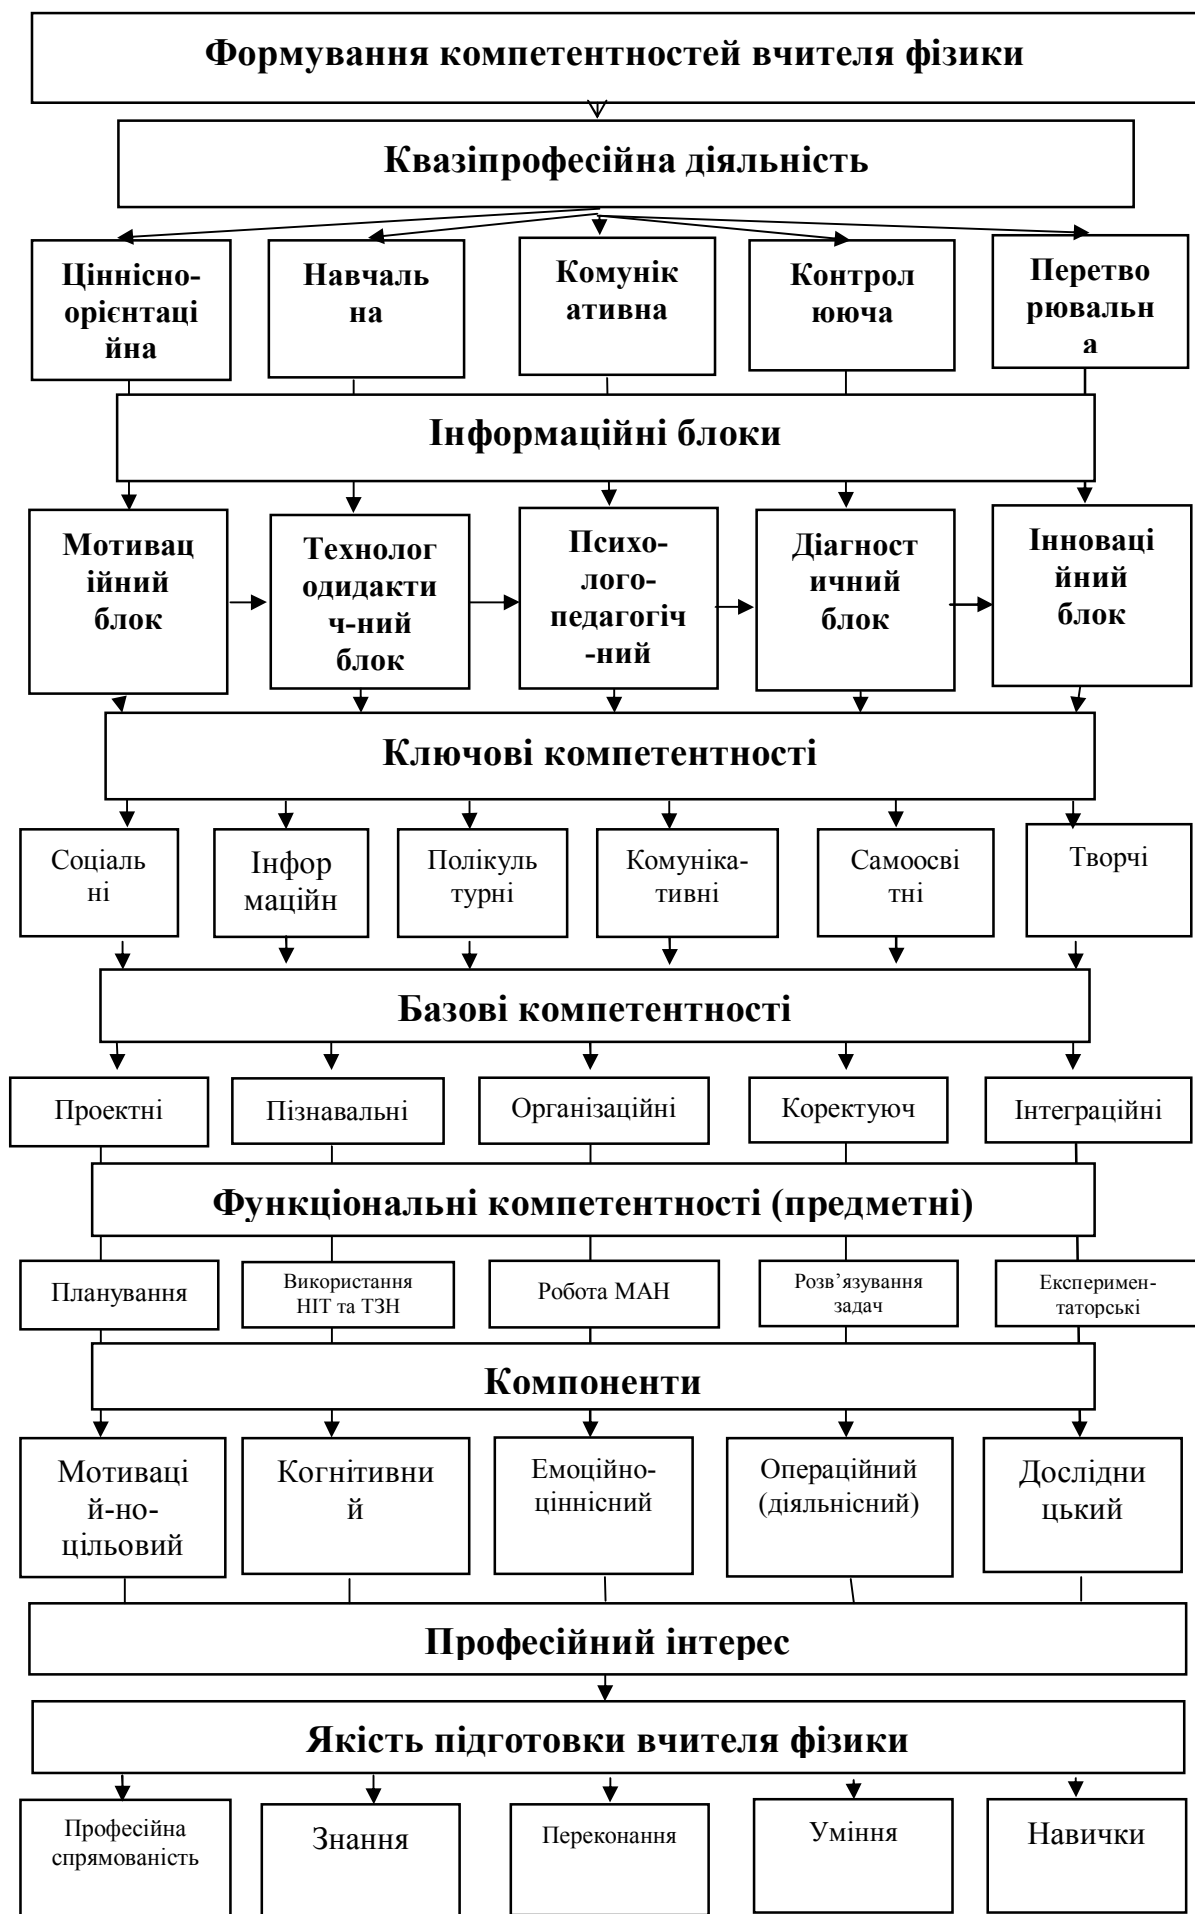 Формування компетентностей вчителя фізики
Квазіпрофесійна діяльність
Ціннісно-
орієнтаці
йна
Навчаль
на
Комунік
ативна
Контрол
ююча
Перетво
рювальн
а
Інформаційні блоки
Мотивац
ійний
блок
Технолог
одидакти
ч-ний
блок
Психо-
лого-
педагогіч
-ний
Діагност
ичний
блок
Інноваці
йний
блок
Ключові компетентності
Соціаль
ні
Інфор
маційн
Полікуль
турні
Комуніка-
тивні
Самоосві
тні
Творчі
Базові компетентності
Проектні
Пізнавальні
Організаційні
Коректуюч
Інтеграційні
Функціональні компетентності (предметні)
Планування
Використання
НІТ та ТЗН
Робота МАН
Розв’язування
задач
Експеримен-
таторські
Компоненти
Мотиваці
й-но-
цільовий
Когнітивни
й
Емоційно-
ціннісний
Операційний
(діяльнісний)
Дослідни
цький
Професійний інтерес
Якість підготовки вчителя фізики
Професійна
спрямованість
Знання
Переконання
Уміння
Навички